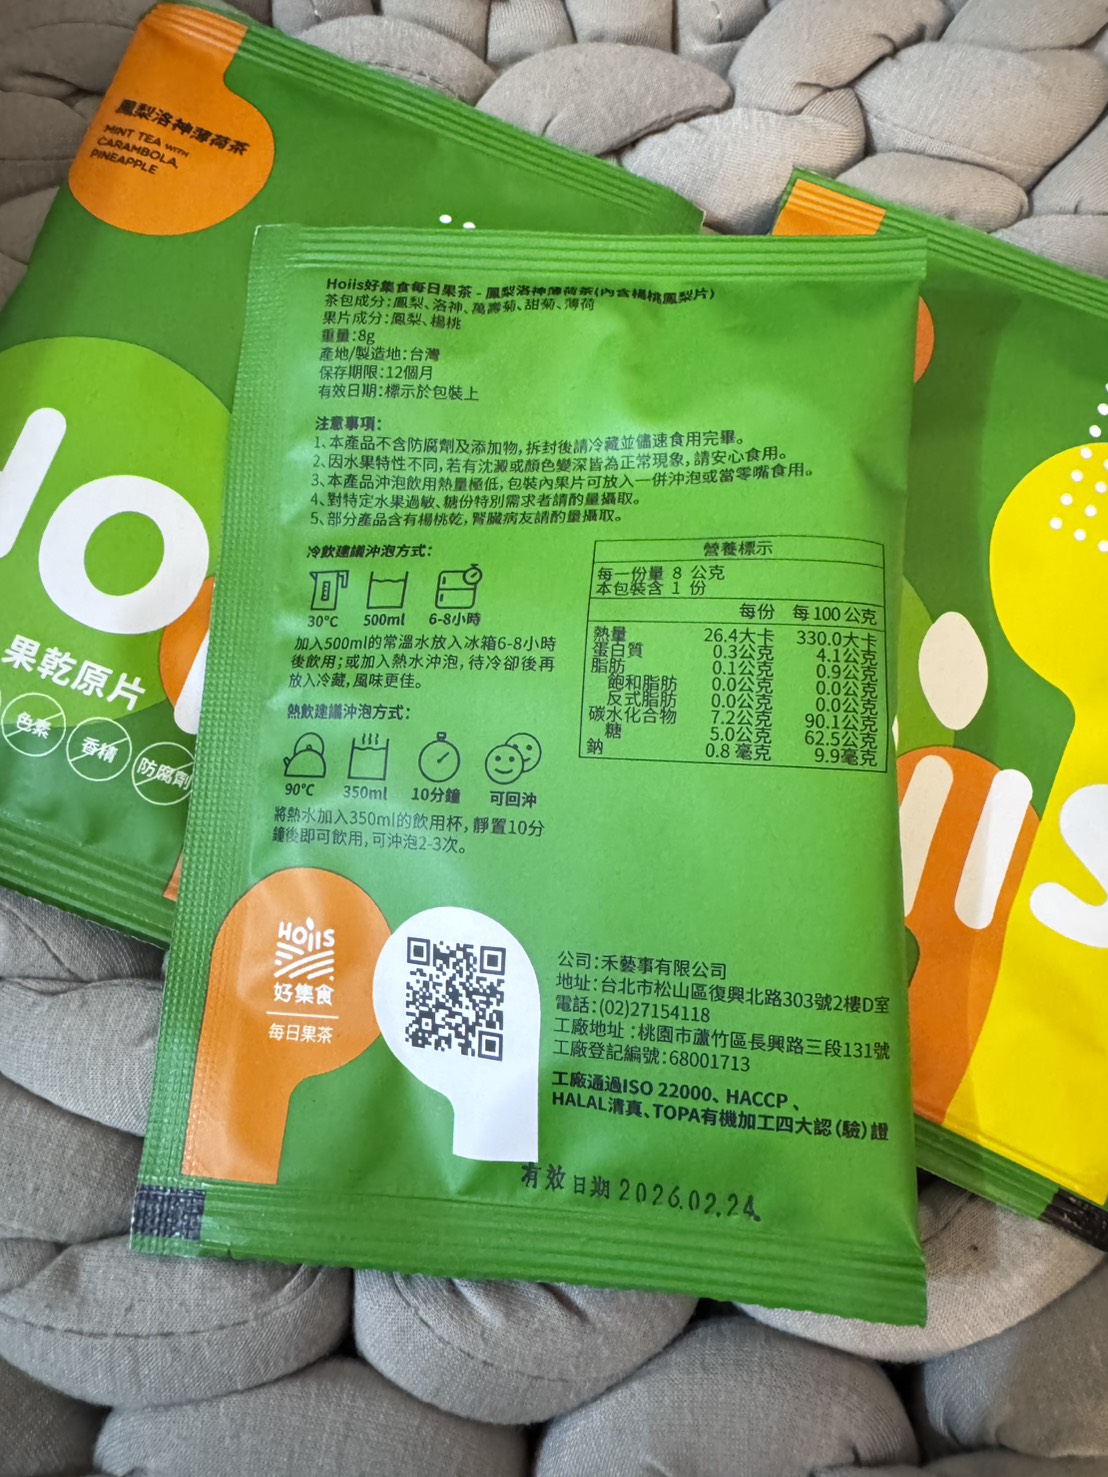 鳳梨洛神薄荷茶
MINT TEA WITH
CARAMBOLA,
PINEAPPLE
果乾原片
色素
香精
防腐劑
Hoiis好集食每日果茶 - 鳳梨洛神薄荷茶(內含楊桃鳳梨片)
茶包成分:鳳梨、洛神、萬壽菊、甜菊、薄荷
果片成分:鳳梨、楊桃
重量:8g
產地/製造地:台灣
保存期限:12個月
有效日期:標示於包裝上
注意事項:
1、本產品不含防腐劑及添加物,拆封後請冷藏並儘速食用完畢。
2、因水果特性不同,若有沈澱或顏色變深皆為正常現象,請安心食用。
3、本產品沖泡飲用熱量極低,包裝內果片可放入一併沖泡或當零嘴食用。
4、對特定水果過敏、糖份特別需求者請酌量攝取。
5、部分產品含有楊桃乾,腎臟病友請酌量攝取。
冷飲建議沖泡方式:
30°C 500ml 6-8小時
加入500ml的常溫水放入冰箱6-8小時
後飲用;或加入熱水沖泡,待冷卻後再
放入冷藏,風味更佳。
熱飲建議沖泡方式:
90°C 350ml 10分鐘 可回沖
將熱水加入350ml的飲用杯,靜置10分
鐘後即可飲用,可沖泡2-3次。
營養標示
每一份量 8 公克
本包裝含 1 份
每份 每100公克
熱量 26.4大卡 330.0大卡
蛋白質 0.3公克 4.1公克
脂肪 0.1公克 0.9公克
飽和脂肪 0.0公克 0.0公克
反式脂肪 0.0公克 0.0公克
碳水化合物 7.2公克 90.1公克
糖 5.0公克 62.5公克
鈉 0.8 毫克 9.9毫克
HOIIS
好集食
每日果茶
公司:禾藝事有限公司
地址:台北市松山區復興北路303號2樓D室
電話:(02)27154118
工廠地址:桃園市蘆竹區長興路三段131號
工廠登記編號:68001713
工廠通過ISO 22000、HACCP、
HALAL清真、TOPA有機加工四大認(驗)證
有效日期 2026.02.24